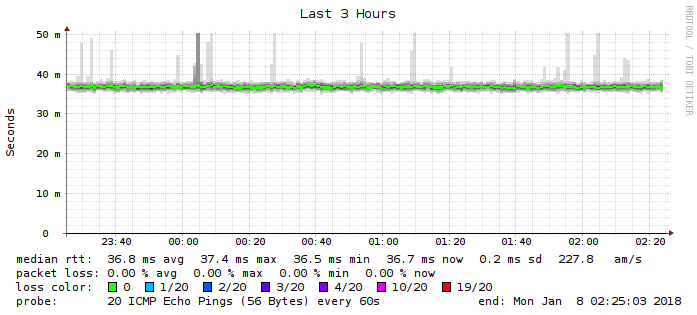 Last 3 Hours
RRDTOOL / TOBI OETIKER
Seconds
50 m
40 m
30 m
20 m
10 m
0
23:40 00:00 00:20 00:40 01:00 01:20 01:40 02:00 02:20
median rtt: 36.8 ms avg 37.4 ms max 36.5 ms min 36.7 ms now 0.2 ms sd 227.8 am/s
packet loss: 0.00 % avg 0.00 % max 0.00 % min 0.00 % now
loss color: 0 1/20 2/20 3/20 4/20 10/20 19/20
probe: 20 ICMP Echo Pings (56 Bytes) every 60s end: Mon Jan 8 02:25:03 2018